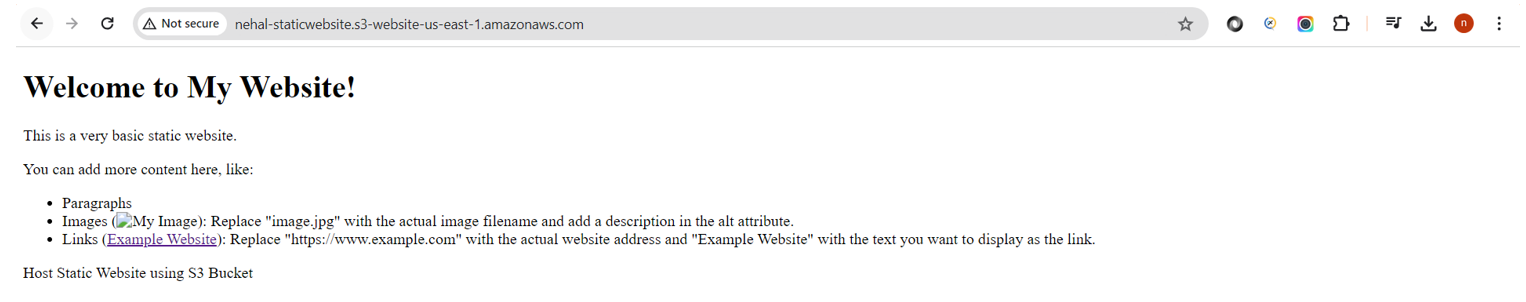 Not secure nehal-staticwebsite.s3-website-us-east-1.amazonaws.com n
Welcome to My Website!
This is a very basic static website.
You can add more content here, like:
• Paragraphs
• Images (My Image): Replace "image.jpg" with the actual image filename and add a description in the alt attribute.
• Links (Example Website): Replace "https://www.example.com" with the actual website address and "Example Website" with the text you want to display as the link.
Host Static Website using S3 Bucket